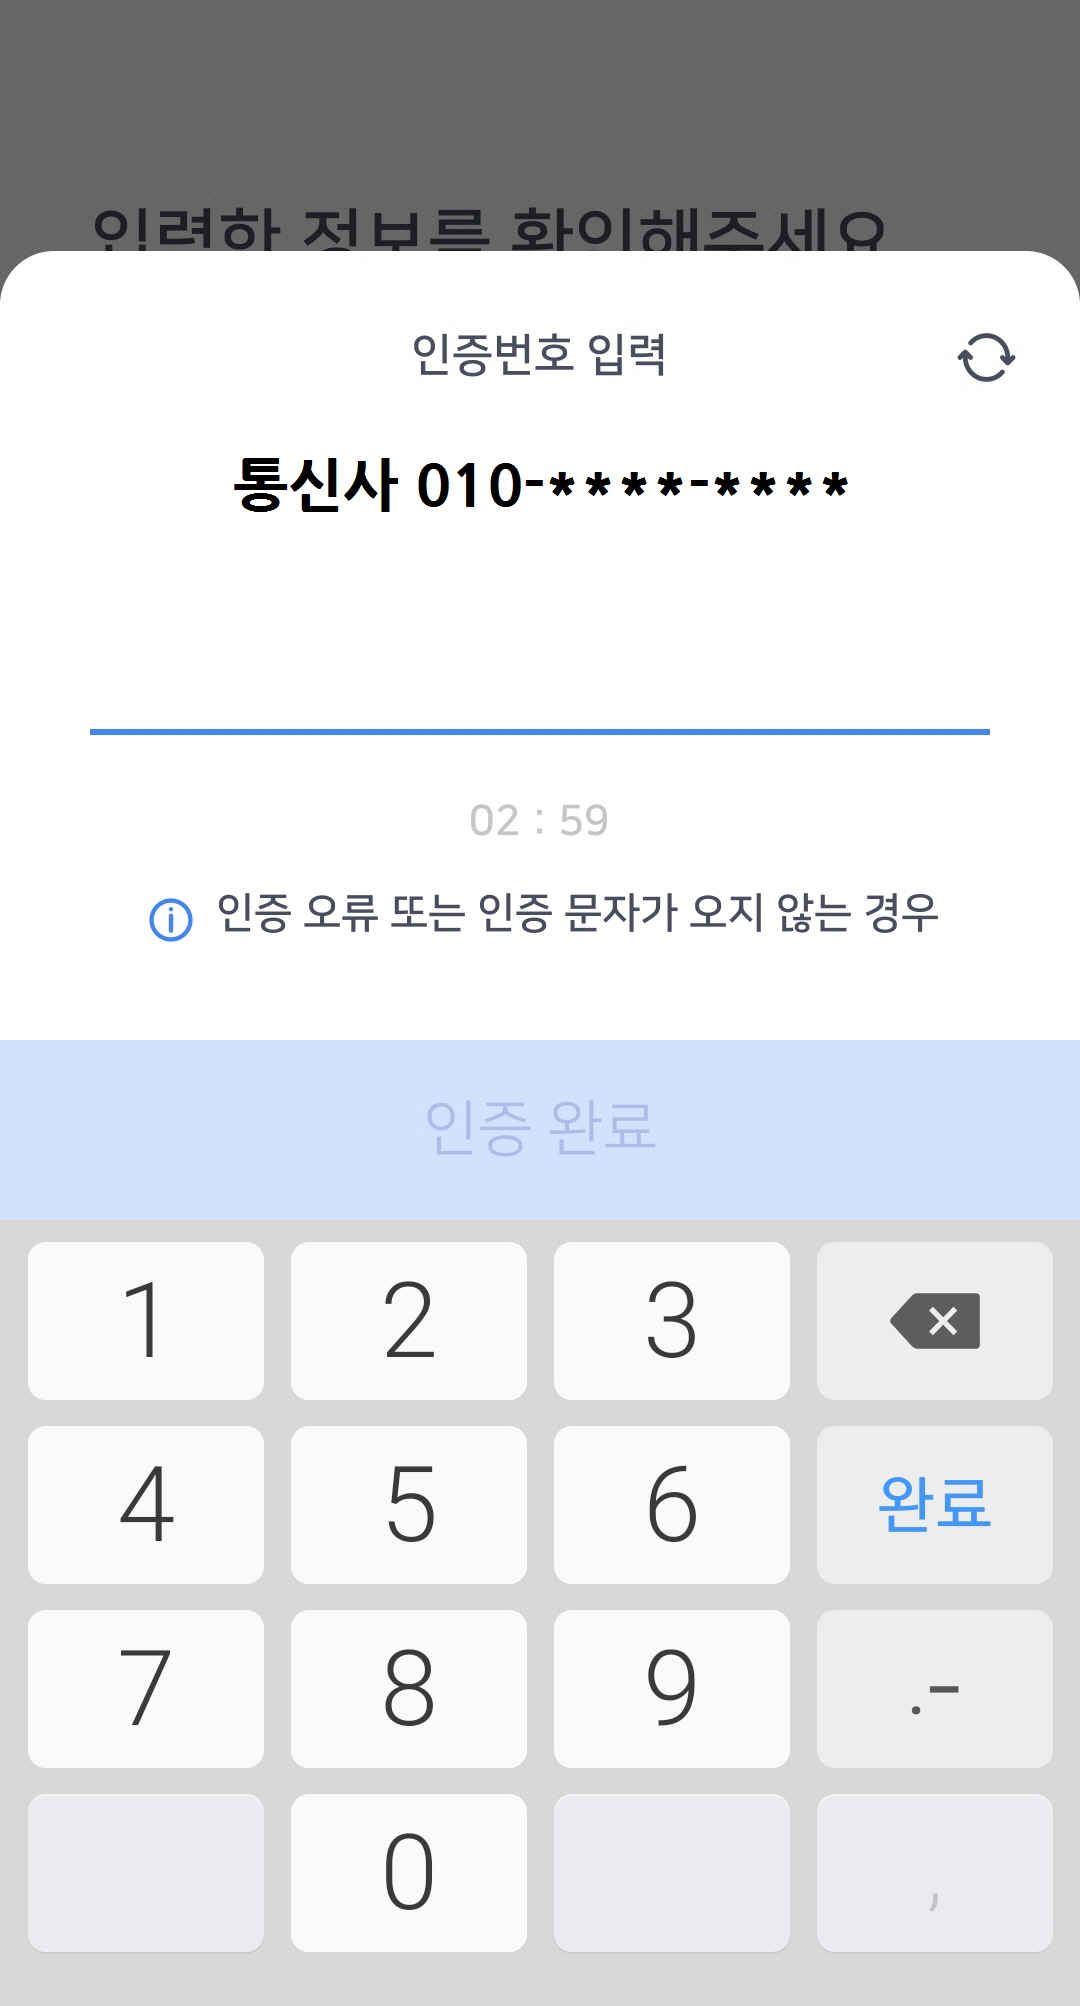 입력한 정보를 확인해주세요
인증번호 입력
통신사 010-****-****
02 : 59
인증 오류 또는 인증 문자가 오지 않는 경우
인증 완료
1 2 3
4 5 6 완료
7 8 9 .-
0 ,